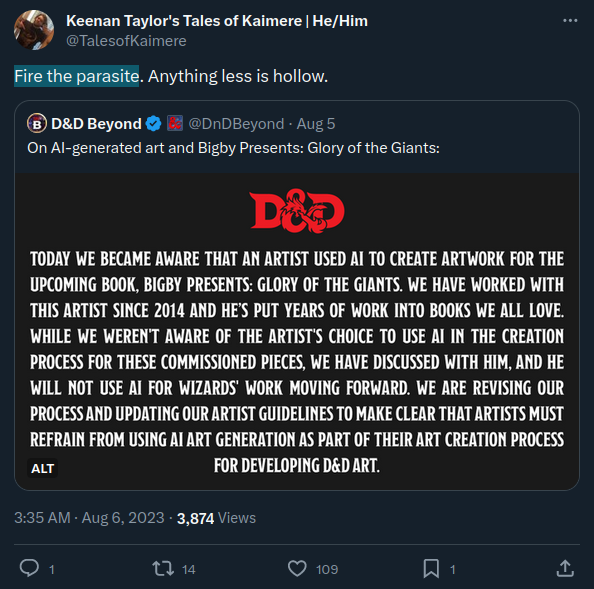 Keenan Taylor's Tales of Kaimere | He/Him
@TalesofKaimere
Fire the parasite. Anything less is hollow.
D&D Beyond @DnDBeyond · Aug 5
On AI-generated art and Bigby Presents: Glory of the Giants:
D&D
TODAY WE BECAME AWARE THAT AN ARTIST USED AI TO CREATE ARTWORK FOR THE
UPCOMING BOOK, BIGBY PRESENTS: GLORY OF THE GIANTS. WE HAVE WORKED WITH
THIS ARTIST SINCE 2014 AND HE'S PUT YEARS OF WORK INTO BOOKS WE ALL LOVE.
WHILE WE WEREN'T AWARE OF THE ARTIST'S CHOICE TO USE AI IN THE CREATION
PROCESS FOR THESE COMMISSIONED PIECES, WE HAVE DISCUSSED WITH HIM, AND HE
WILL NOT USE AI FOR WIZARDS' WORK MOVING FORWARD. WE ARE REVISING OUR
PROCESS AND UPDATING OUR ARTIST GUIDELINES TO MAKE CLEAR THAT ARTISTS MUST
REFRAIN FROM USING AI ART GENERATION AS PART OF THEIR ART CREATION PROCESS
FOR DEVELOPING D&D ART.
ALT
3:35 AM · Aug 6, 2023 · 3,874 Views
1 14 109 1